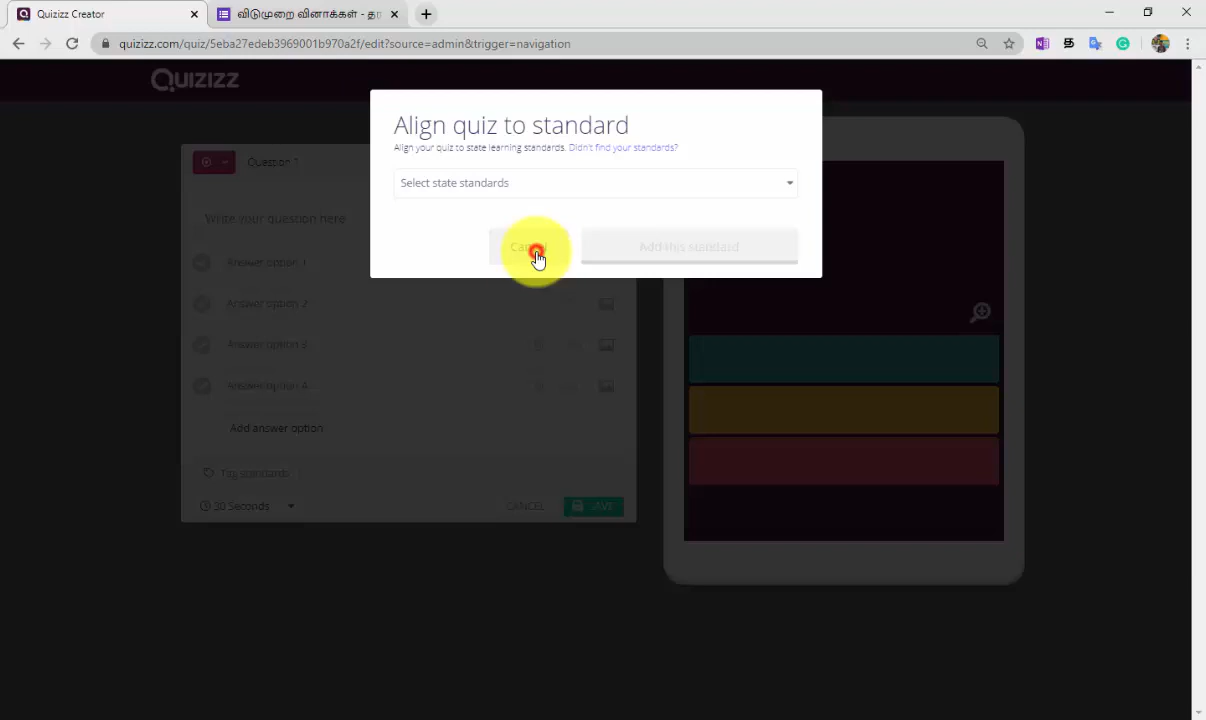 Quizizz Creator
விடுமுறை வினாக்கள் - தர
quizizz.com/quiz/5eba27edeb3969001b970a2f/edit?source=admin&trigger=navigation
Quizizz
Align quiz to standard
Align your quiz to state learning standards. Didn't find your standards?
Select state standards
Cancel
Add this standard
Question 1
Write your question here
Answer option 1
Answer option 2
Answer option 3
Answer option 4
Add answer option
Tag standards
30 Seconds
CANCEL
SAVE